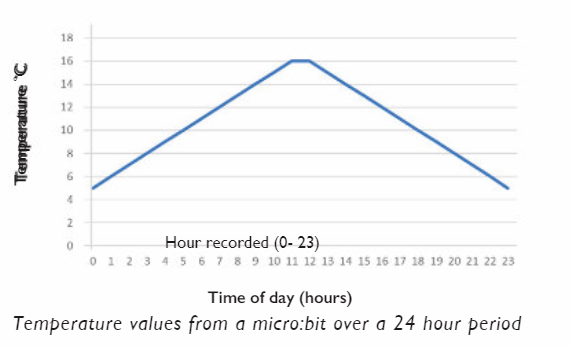 Temperature °C
18
16
14
12
10
8
6
4
2
0
Hour recorded (0- 23)
0 1 2 3 4 5 6 7 8 9 10 11 12 13 14 15 16 17 18 19 20 21 22 23
Time of day (hours)
Temperature values from a micro:bit over a 24 hour period